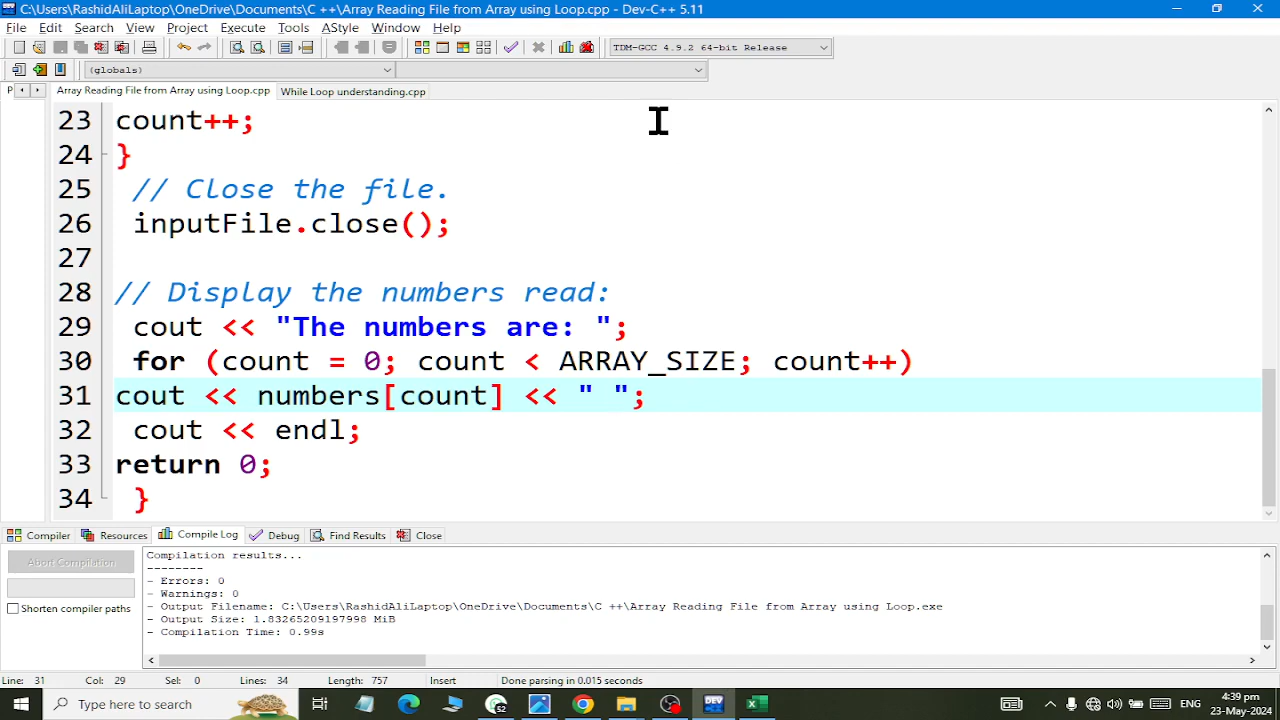 C:\Users\RashidAliLaptop\OneDrive\Documents\C ++\Array Reading File from Array using Loop.cpp - Dev-C++ 5.11
File Edit Search View Project Execute Tools AStyle Window Help
TDM-GCC 4.9.2 64-bit Release
(globals)
P Array Reading File from Array using Loop.cpp While Loop understanding.cpp
23 count++;
24 }
25 // Close the file.
26 inputFile.close();
27
28 // Display the numbers read:
29 cout << "The numbers are: ";
30 for (count = 0; count < ARRAY_SIZE; count++)
31 cout << numbers[count] << " ";
32 cout << endl;
33 return 0;
34 }
Compiler Resources Compile Log Debug Find Results Close
Abort Compilation
Shorten compiler paths
Compilation results...
--------
- Errors: 0
- Warnings: 0
- Output Filename: C:\Users\RashidAliLaptop\OneDrive\Documents\C ++\Array Reading File from Array using Loop.exe
- Output Size: 1.83265209197998 MiB
- Compilation Time: 0.99s
Line: 31 Col: 29 Sel: 0 Lines: 34 Length: 757 Insert Done parsing in 0.015 seconds
Type here to search
DEV
ENG
4:39 pm
23-May-2024